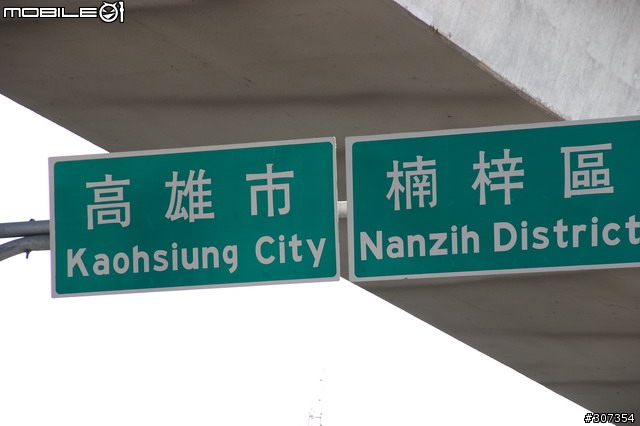 MOBILE01
高雄市
Kaohsiung City
楠梓區
Nanzih District
#307354